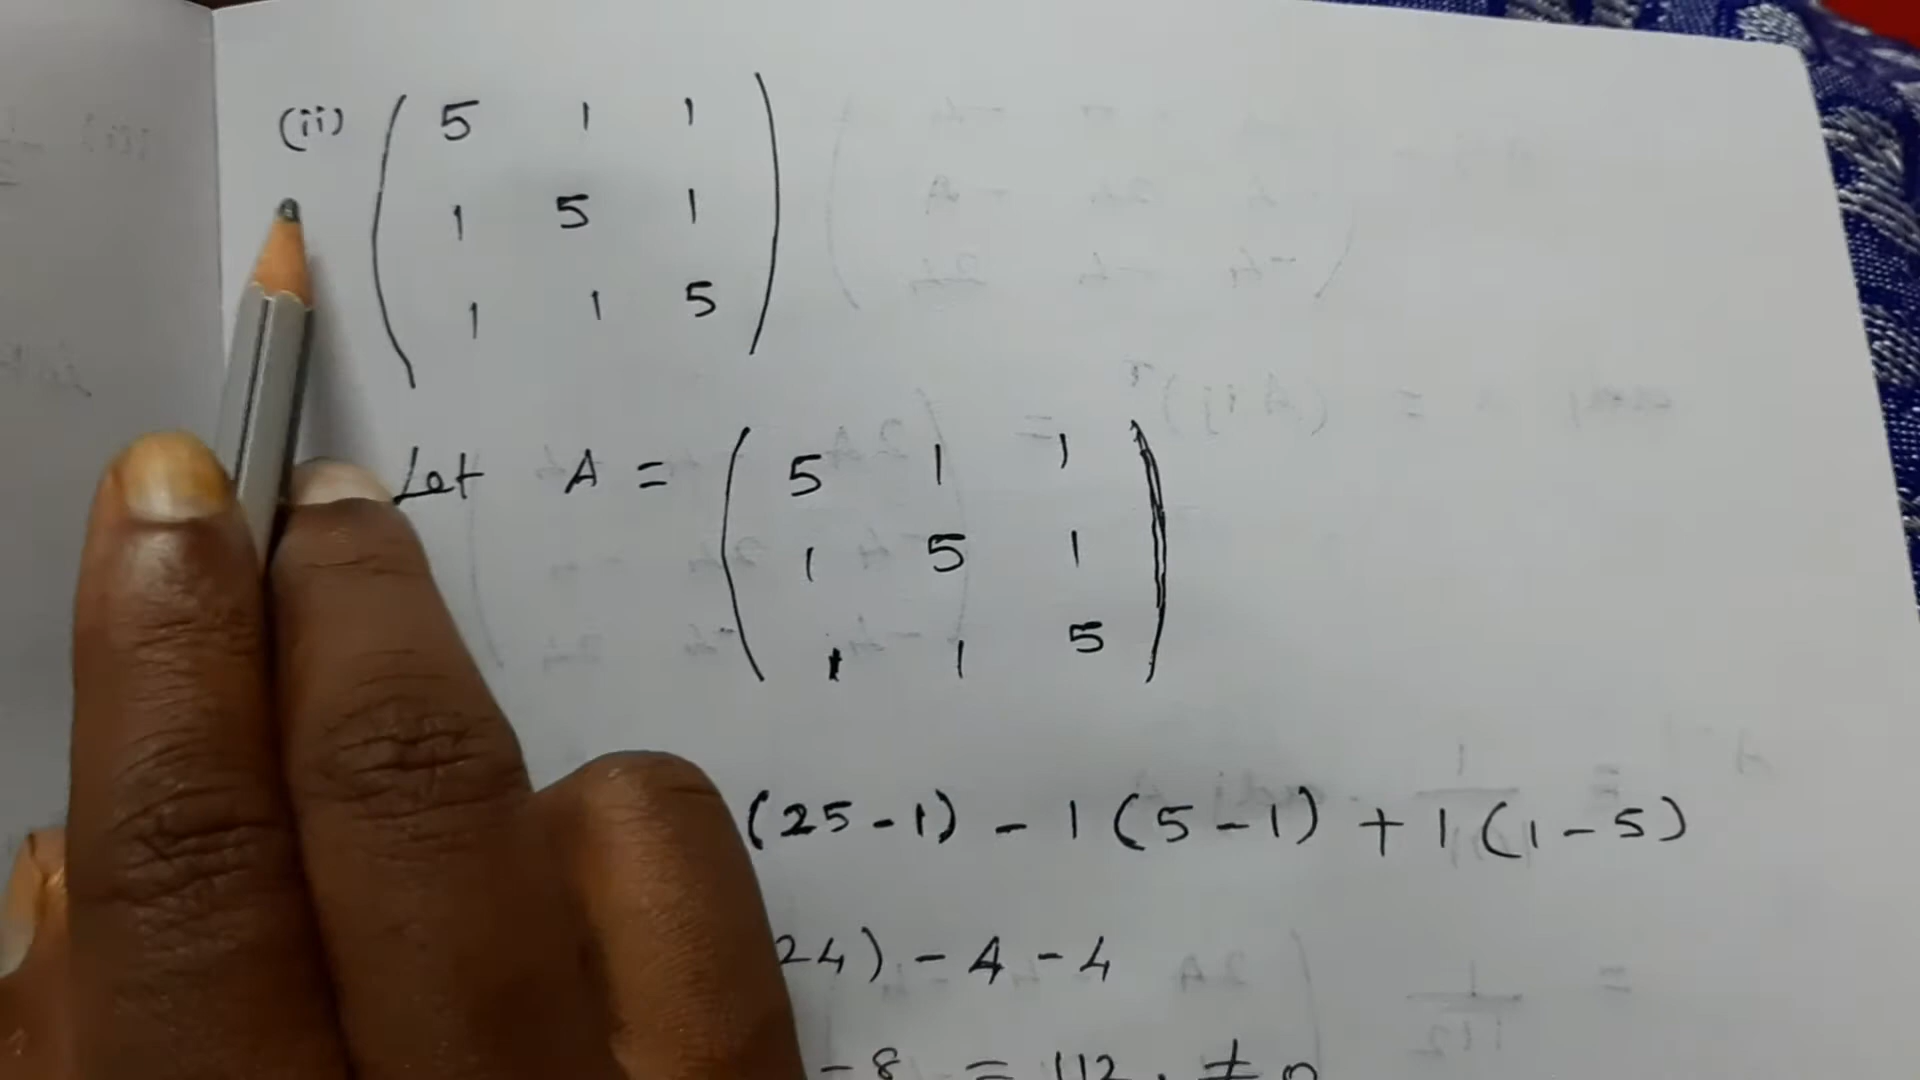 (ii) ( 5 1 1
1 5 1
1 1 5 )
Let A = ( 5 1 1
1 5 1
1 1 5 )
(25 - 1) - 1 (5 - 1) + 1 (1 - 5)
24) - 4 - 4
- 8 = 112. ≠ 0